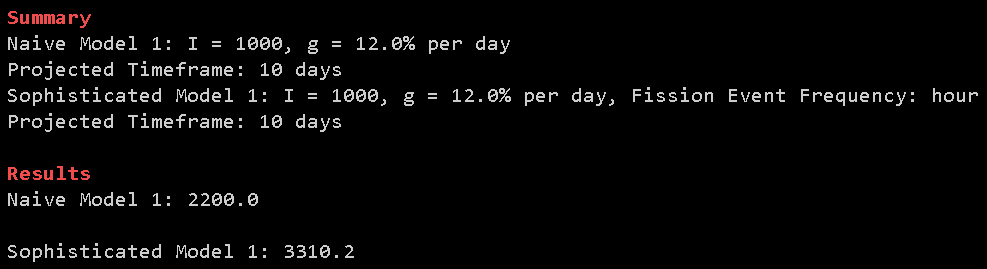 Summary
Naive Model 1: I = 1000, g = 12.0% per day
Projected Timeframe: 10 days
Sophisticated Model 1: I = 1000, g = 12.0% per day, Fission Event Frequency: hour
Projected Timeframe: 10 days
Results
Naive Model 1: 2200.0
Sophisticated Model 1: 3310.2